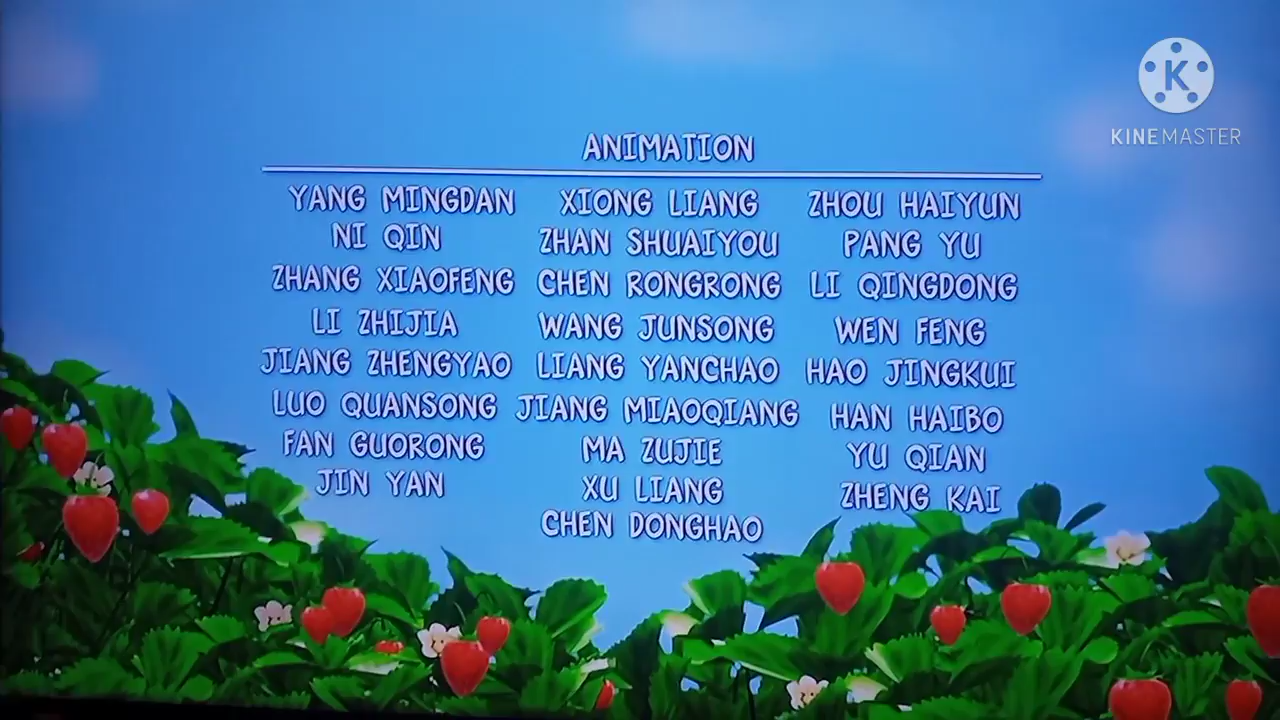 K
KINEMASTER
ANIMATION
YANG MINGDAN XIONG LIANG ZHOU HAIYUN
NI QIN ZHAN SHUAIYOU PANG YU
ZHANG XIAOFENG CHEN RONGRONG LI QINGDONG
LI ZHIJIA WANG JUNSONG WEN FENG
JIANG ZHENGYAO LIANG YANCHAO HAO JINGKUI
LUO QUANSONG JIANG MIAOQIANG HAN HAIBO
FAN GUORONG MA ZUJIE YU QIAN
JIN YAN XU LIANG ZHENG KAI
CHEN DONGHAO